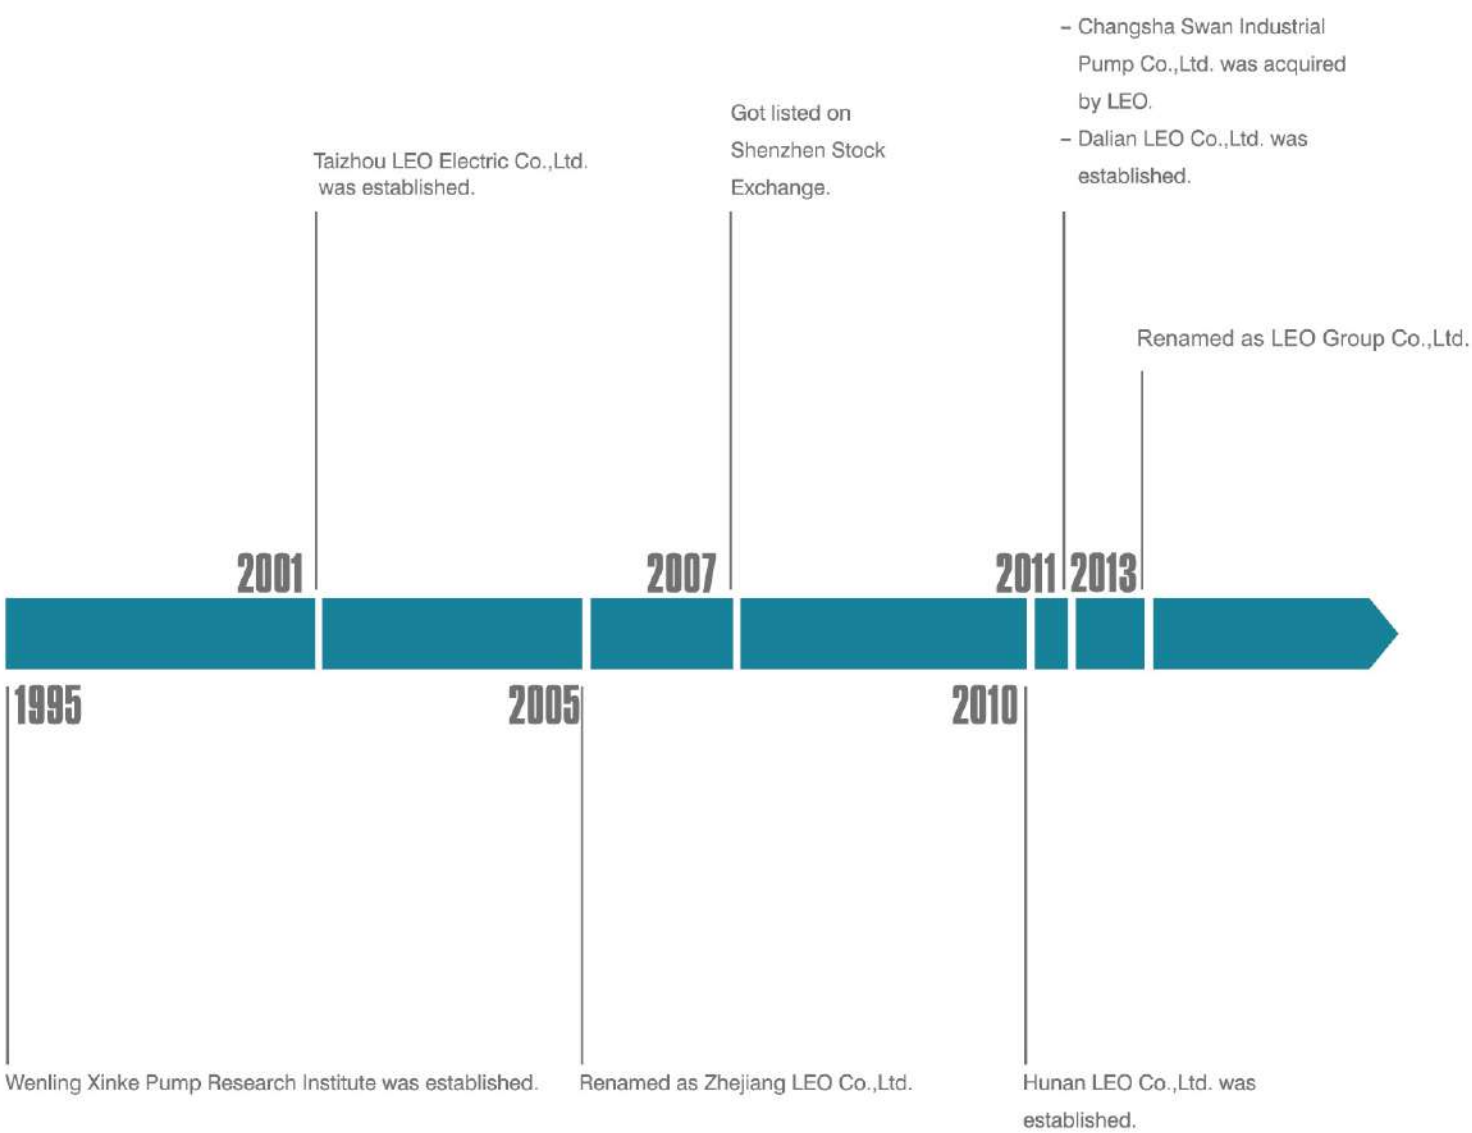 – Changsha Swan Industrial
Pump Co.,Ltd. was acquired
by LEO.
– Dalian LEO Co.,Ltd. was
established.
Got listed on
Shenzhen Stock
Exchange.
Taizhou LEO Electric Co.,Ltd.
was established.
Renamed as LEO Group Co.,Ltd.
2001
2007
2011
2013
1995
2005
2010
Wenling Xinke Pump Research Institute was established.
Renamed as Zhejiang LEO Co.,Ltd.
Hunan LEO Co.,Ltd. was
established.